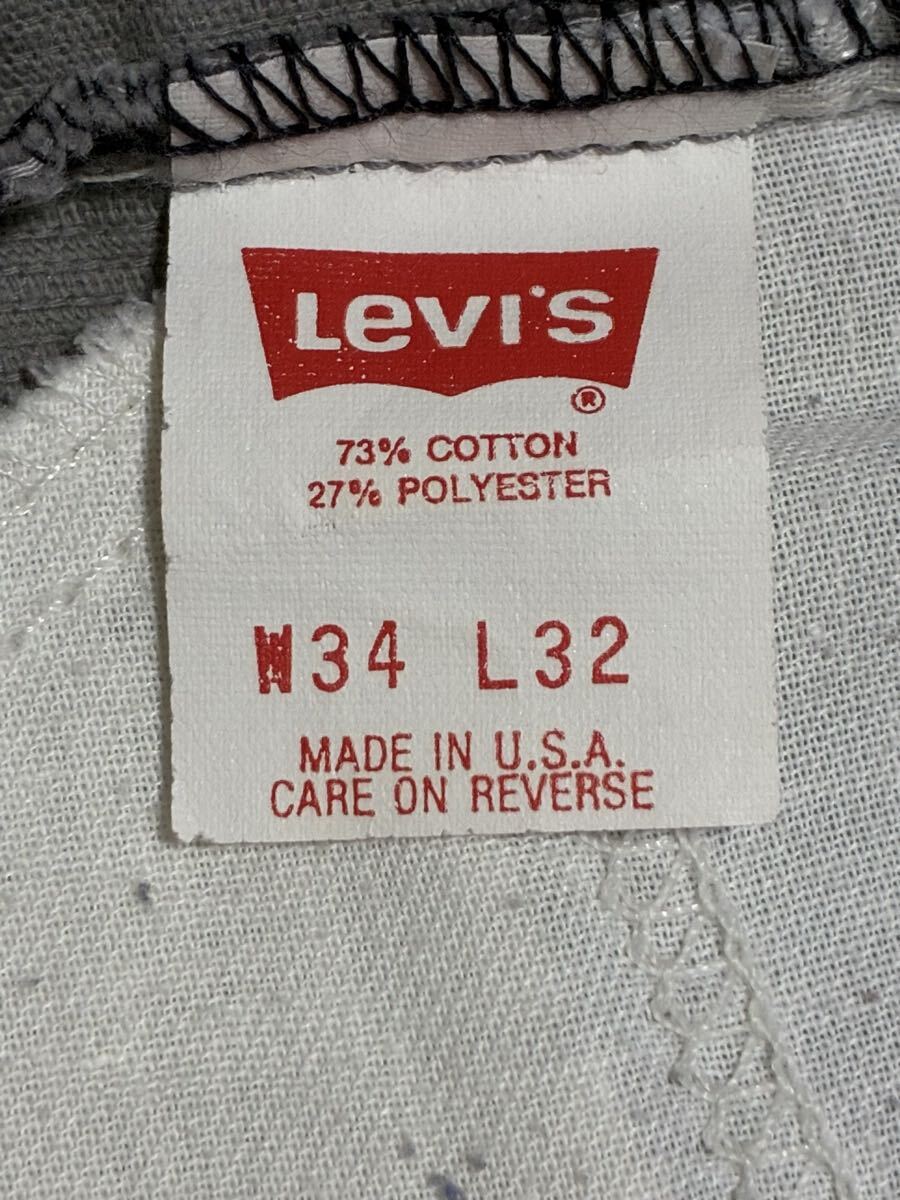 Levi's
®
73% COTTON
27% POLYESTER
W34 L32
MADE IN U.S.A.
CARE ON REVERSE